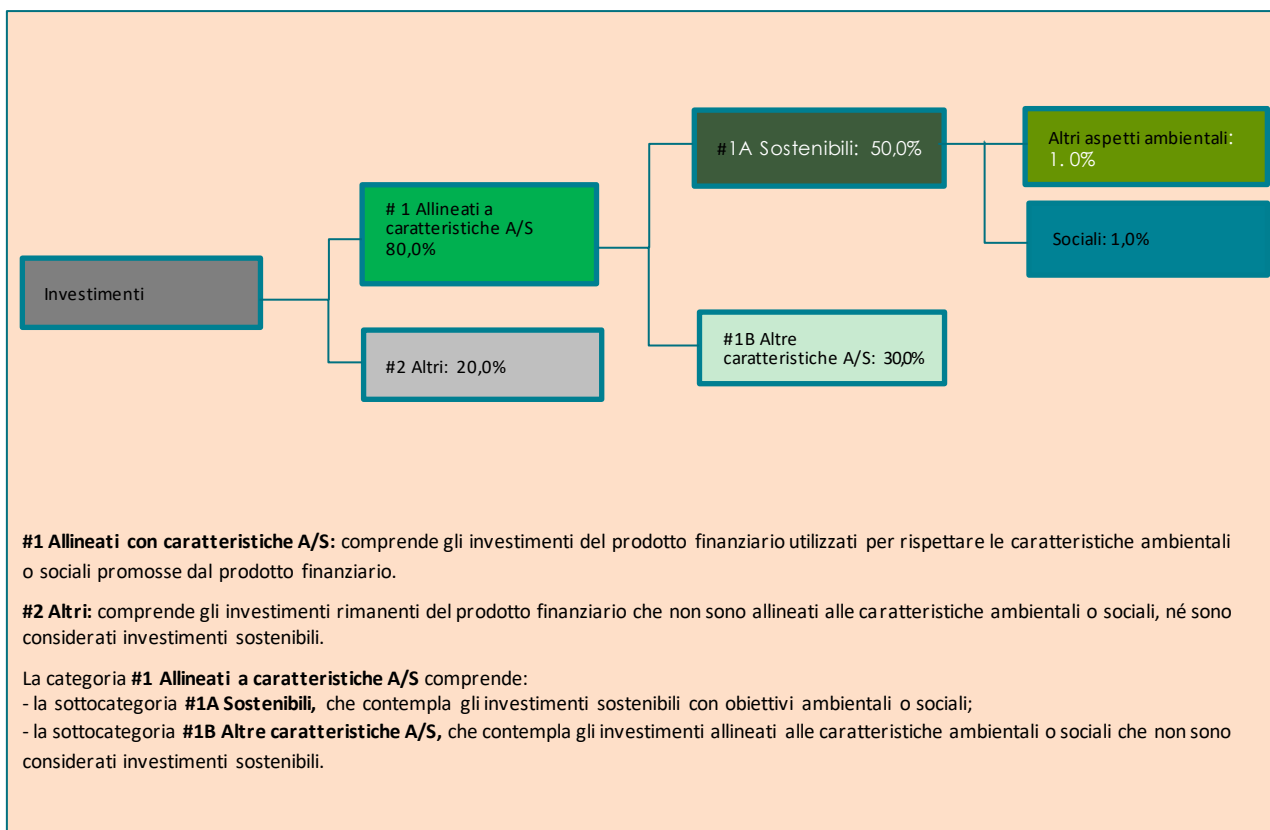 Investimenti
# 1 Allineati a
caratteristiche A/S
80,0%
#2 Altri: 20,0%
#1A Sostenibili: 50,0%
#1B Altre
caratteristiche A/S: 30,0%
Altri aspetti ambientali:
1. 0%
Sociali: 1,0%
#1 Allineati con caratteristiche A/S: comprende gli investimenti del prodotto finanziario utilizzati per rispettare le caratteristiche ambientali
o sociali promosse dal prodotto finanziario.
#2 Altri: comprende gli investimenti rimanenti del prodotto finanziario che non sono allineati alle caratteristiche ambientali o sociali, né sono
considerati investimenti sostenibili.
La categoria #1 Allineati a caratteristiche A/S comprende:
- la sottocategoria #1A Sostenibili, che contempla gli investimenti sostenibili con obiettivi ambientali o sociali;
- la sottocategoria #1B Altre caratteristiche A/S, che contempla gli investimenti allineati alle caratteristiche ambientali o sociali che non sono
considerati investimenti sostenibili.